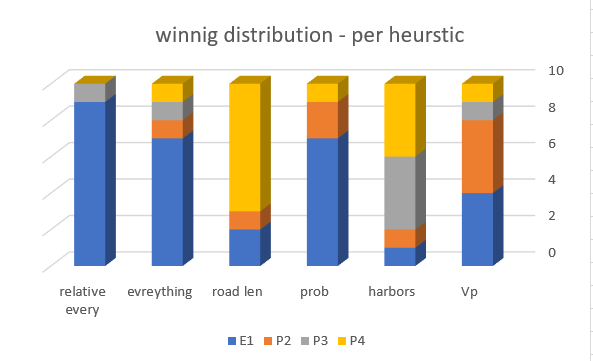 winnig distribution - per heurstic
10
8
6
4
2
0
relative every
evreything
road len
prob
harbors
Vp
E1 P2 P3 P4